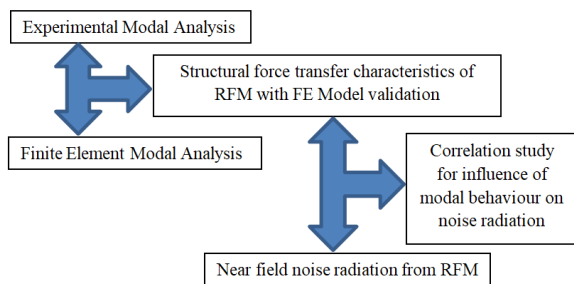 Experimental Modal Analysis
Structural force transfer characteristics of
RFM with FE Model validation
Finite Element Modal Analysis
Correlation study
for influence of
modal behaviour on
noise radiation
Near field noise radiation from RFM